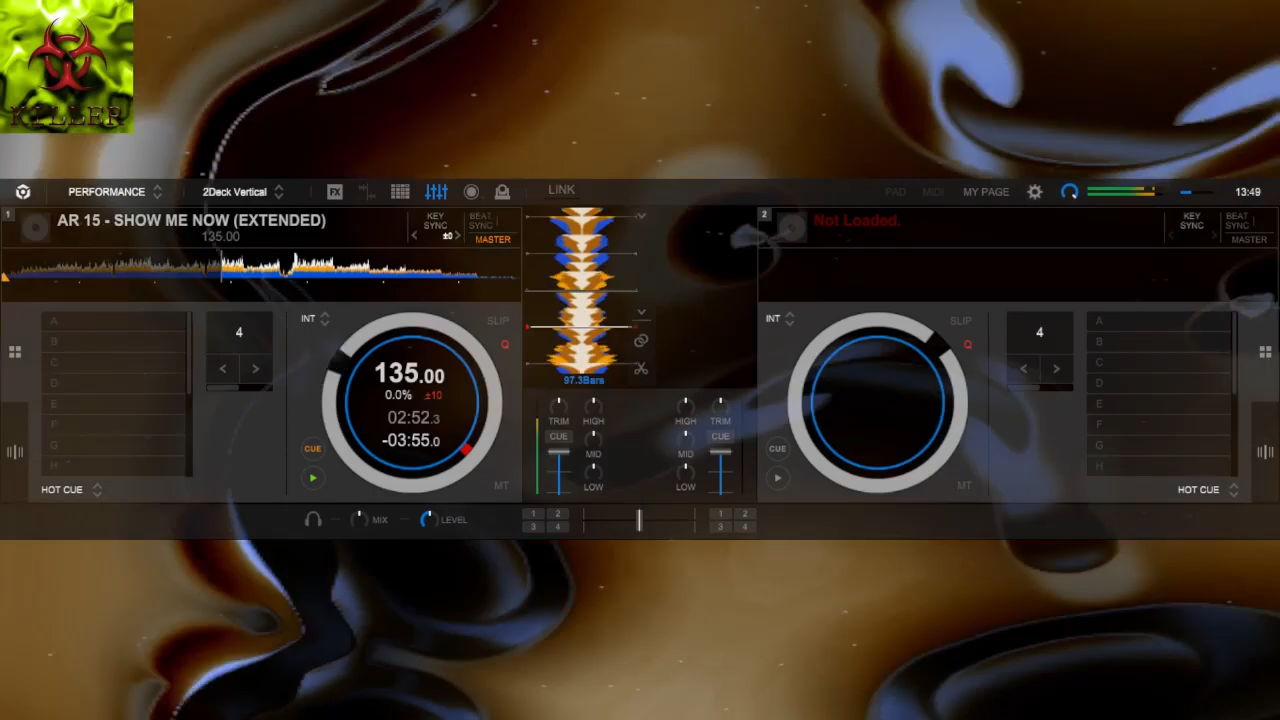 KILLER
PERFORMANCE
2Deck Vertical
FX
LINK
PAD
MIDI
MY PAGE
13:49
1
AR 15 - SHOW ME NOW (EXTENDED)
135.00
KEY SYNC
±0
BEAT SYNC
MASTER
2
Not Loaded.
KEY SYNC
BEAT SYNC
MASTER
A
B
C
D
E
F
G
H
HOT CUE
4
INT
SLIP
Q
135.00
0.0% ±10
02:52.3
-03:55.0
CUE
MT
97.3Bars
TRIM
HIGH
CUE
MID
LOW
HIGH
TRIM
CUE
MID
LOW
INT
SLIP
Q
CUE
MT
4
A
B
C
D
E
F
G
H
HOT CUE
MIX
LEVEL
1 2
3 4
1 2
3 4